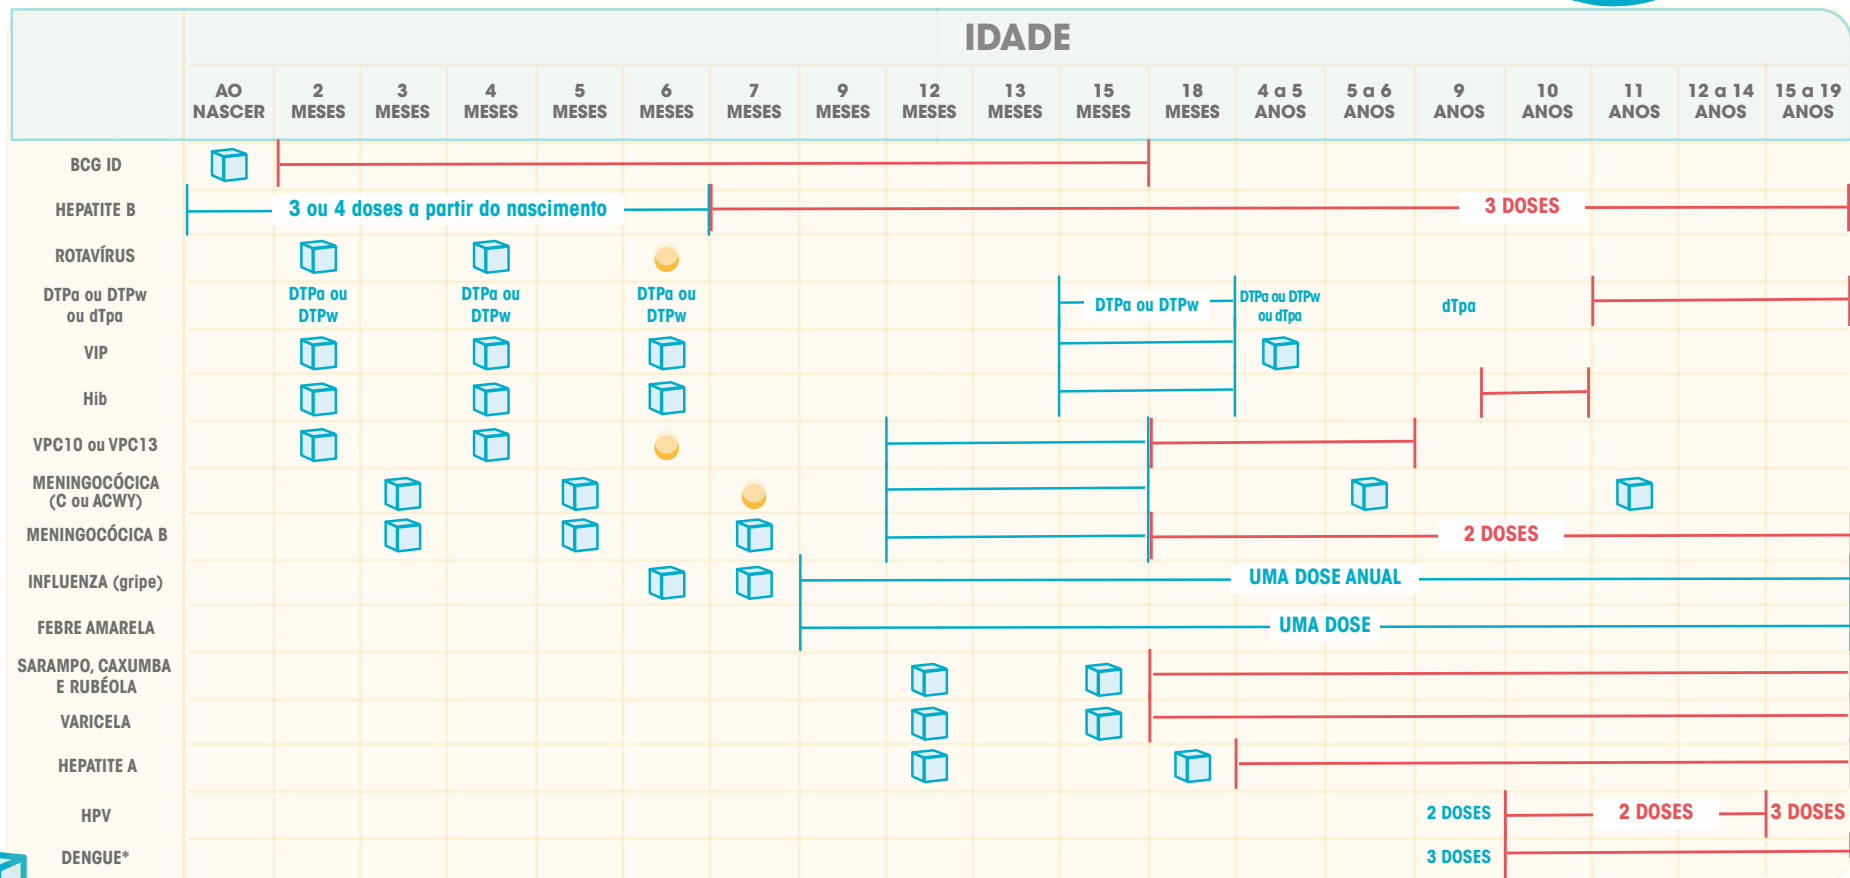 IDADE
AO NASCER
2 MESES
3 MESES
4 MESES
5 MESES
6 MESES
7 MESES
9 MESES
12 MESES
13 MESES
15 MESES
18 MESES
4 a 5 ANOS
5 a 6 ANOS
9 ANOS
10 ANOS
11 ANOS
12 a 14 ANOS
15 a 19 ANOS
BCG ID
HEPATITE B
3 ou 4 doses a partir do nascimento
3 DOSES
ROTAVÍRUS
DTPa ou DTPw
ou dTpa
DTPa ou
DTPw
DTPa ou
DTPw
DTPa ou
DTPw
DTPa ou DTPw
DTPa ou DTPw
ou dTpa
dTpa
VIP
Hib
VPC10 ou VPC13
MENINGOCÓCICA
(C ou ACWY)
MENINGOCÓCICA B
2 DOSES
INFLUENZA (gripe)
UMA DOSE ANUAL
FEBRE AMARELA
UMA DOSE
SARAMPO, CAXUMBA
E RUBÉOLA
VARICELA
HEPATITE A
HPV
2 DOSES
2 DOSES
3 DOSES
DENGUE*
3 DOSES